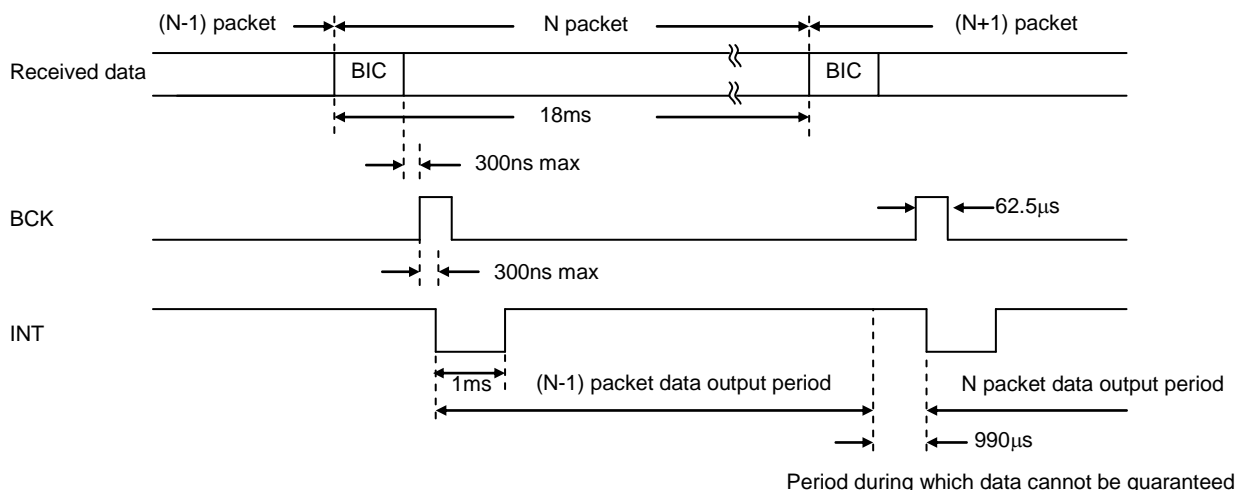 (N-1) packet
N packet
(N+1) packet
Received data
BIC
BIC
18ms
300ns max
BCK
62.5μs
300ns max
INT
1ms
(N-1) packet data output period
N packet data output period
990μs
Period during which data cannot be guaranteed